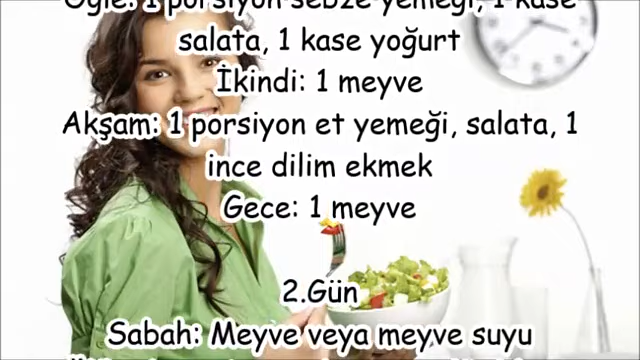 Öğle: 1 porsiyon sebze yemeği, 1 kase
salata, 1 kase yoğurt
İkindi: 1 meyve
Akşam: 1 porsiyon et yemeği, salata, 1
ince dilim ekmek
Gece: 1 meyve
2.Gün
Sabah: Meyve veya meyve suyu